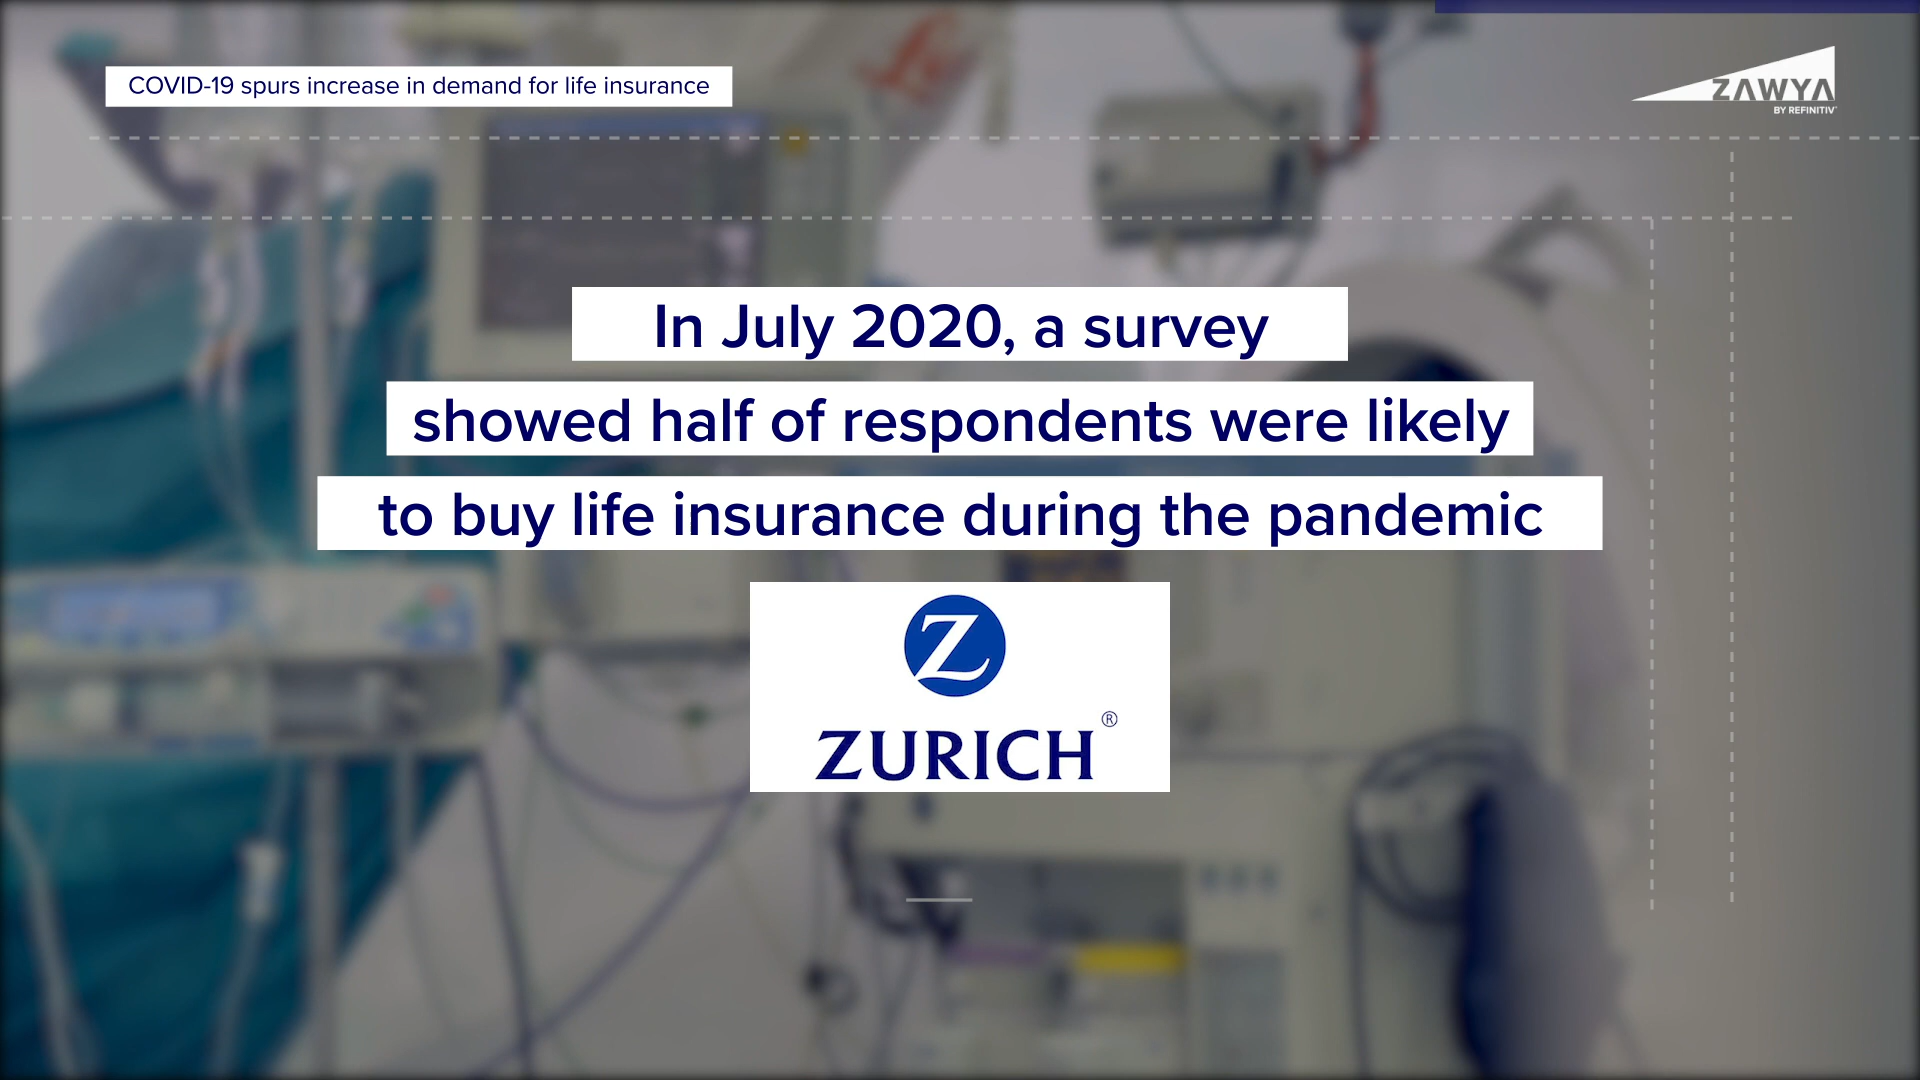 COVID-19 spurs increase in demand for life insurance
ZAWYA
BY REFINITIV
In July 2020, a survey
showed half of respondents were likely
to buy life insurance during the pandemic
Z
ZURICH®